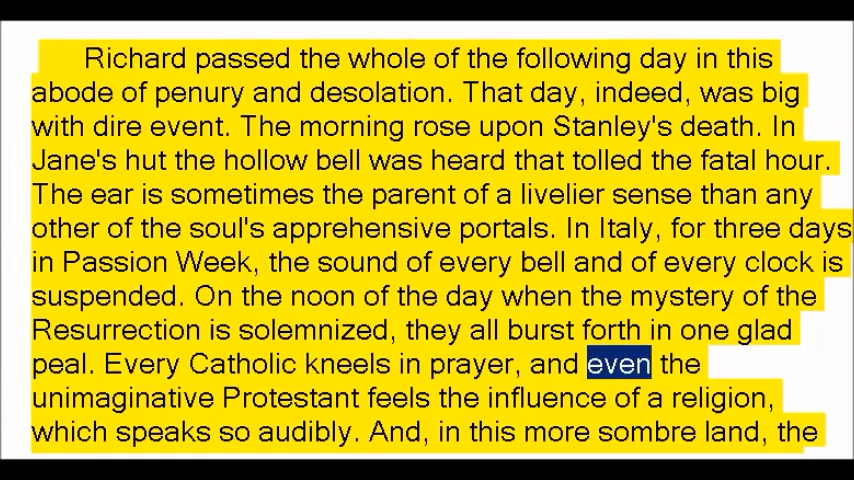 Richard passed the whole of the following day in this
abode of penury and desolation. That day, indeed, was big
with dire event. The morning rose upon Stanley's death. In
Jane's hut the hollow bell was heard that tolled the fatal hour.
The ear is sometimes the parent of a livelier sense than any
other of the soul's apprehensive portals. In Italy, for three days
in Passion Week, the sound of every bell and of every clock is
suspended. On the noon of the day when the mystery of the
Resurrection is solemnized, they all burst forth in one glad
peal. Every Catholic kneels in prayer, and even the
unimaginative Protestant feels the influence of a religion,
which speaks so audibly. And, in this more sombre land, the